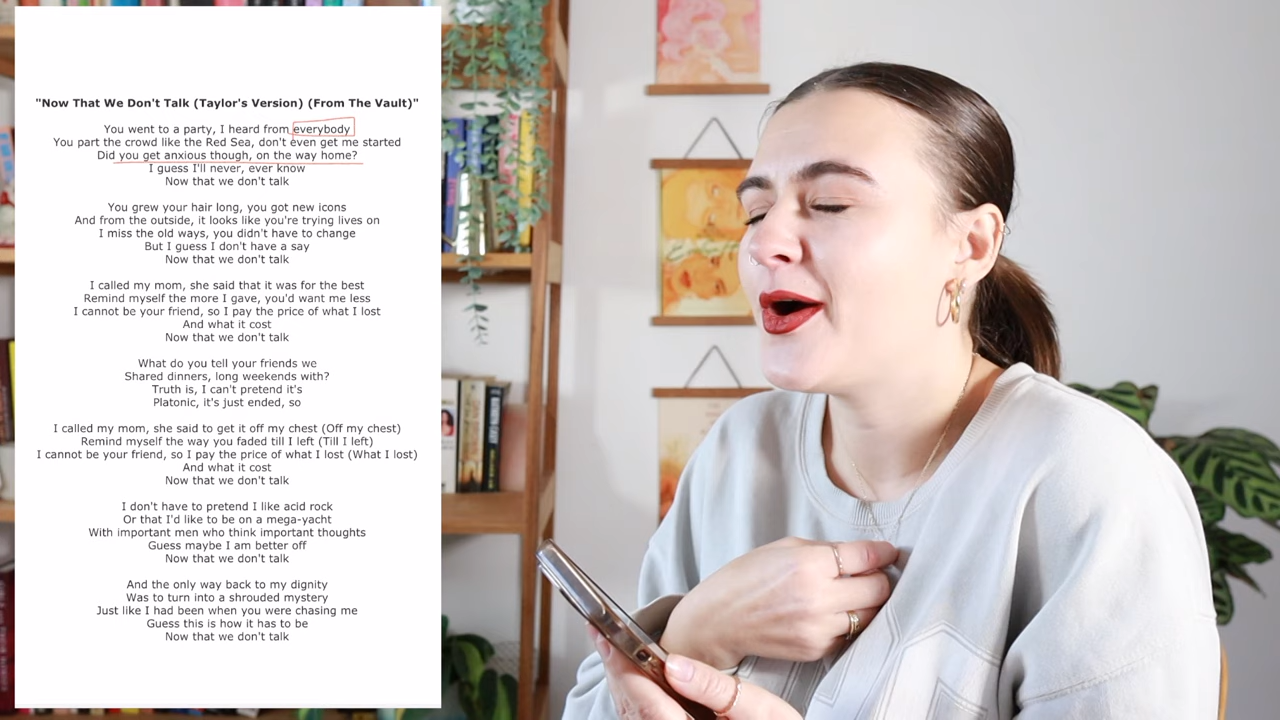 "Now That We Don't Talk (Taylor's Version) (From The Vault)"
You went to a party, I heard from everybody
You part the crowd like the Red Sea, don't even get me started
Did you get anxious though, on the way home?
I guess I'll never, ever know
Now that we don't talk
You grew your hair long, you got new icons
And from the outside, it looks like you're trying lives on
I miss the old ways, you didn't have to change
But I guess I don't have a say
Now that we don't talk
I called my mom, she said that it was for the best
Remind myself the more I gave, you'd want me less
I cannot be your friend, so I pay the price of what I lost
And what it cost
Now that we don't talk
What do you tell your friends we
Shared dinners, long weekends with?
Truth is, I can't pretend it's
Platonic, it's just ended, so
I called my mom, she said to get it off my chest (Off my chest)
Remind myself the way you faded till I left (Till I left)
I cannot be your friend, so I pay the price of what I lost (What I lost)
And what it cost
Now that we don't talk
I don't have to pretend I like acid rock
Or that I'd like to be on a mega-yacht
With important men who think important thoughts
Guess maybe I am better off
Now that we don't talk
And the only way back to my dignity
Was to turn into a shrouded mystery
Just like I had been when you were chasing me
Guess this is how it has to be
Now that we don't talk